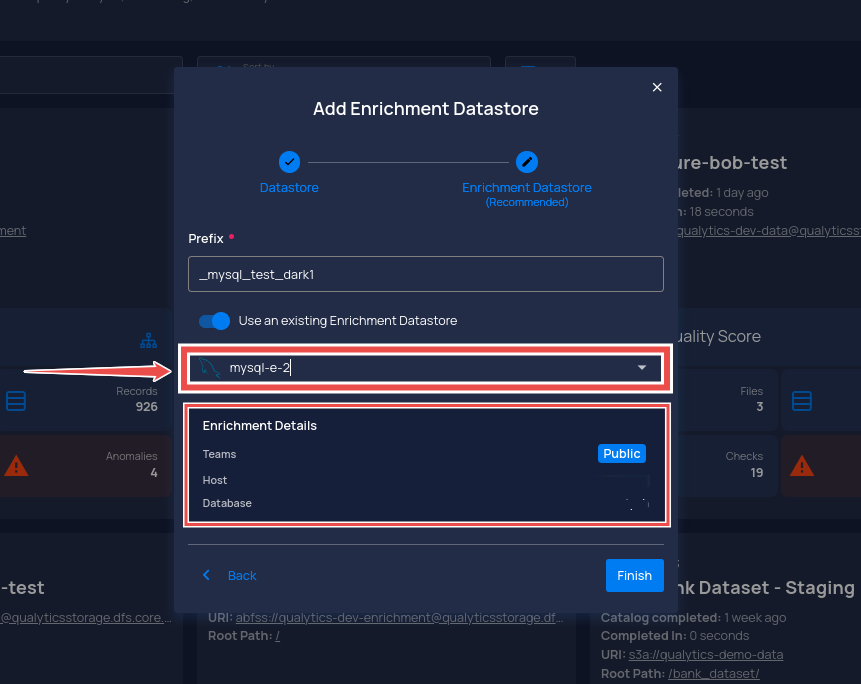 Add Enrichment Datastore
Datastore
Enrichment Datastore
(Recommended)
Prefix *
_mysql_test_dark1
Use an existing Enrichment Datastore
mysql-e-2
Enrichment Details
Teams
Public
Host
Database
Back
Finish
ure-bob-test
leted: 1 day ago
n: 18 seconds
qualytics-dev-data@qualyticss
ment
uality Score
Records
926
Files
3
Anomalies
4
Checks
19
-test
@qualyticsstorage.dfs.core....
URI: abfss://qualytics-dev-enrichment@qualyticsstorage.df...
Root Path: /
nk Dataset - Staging
Catalog completed: 1 week ago
Completed In: 0 seconds
URI: s3a://qualytics-demo-data
Root Path: /bank_dataset/